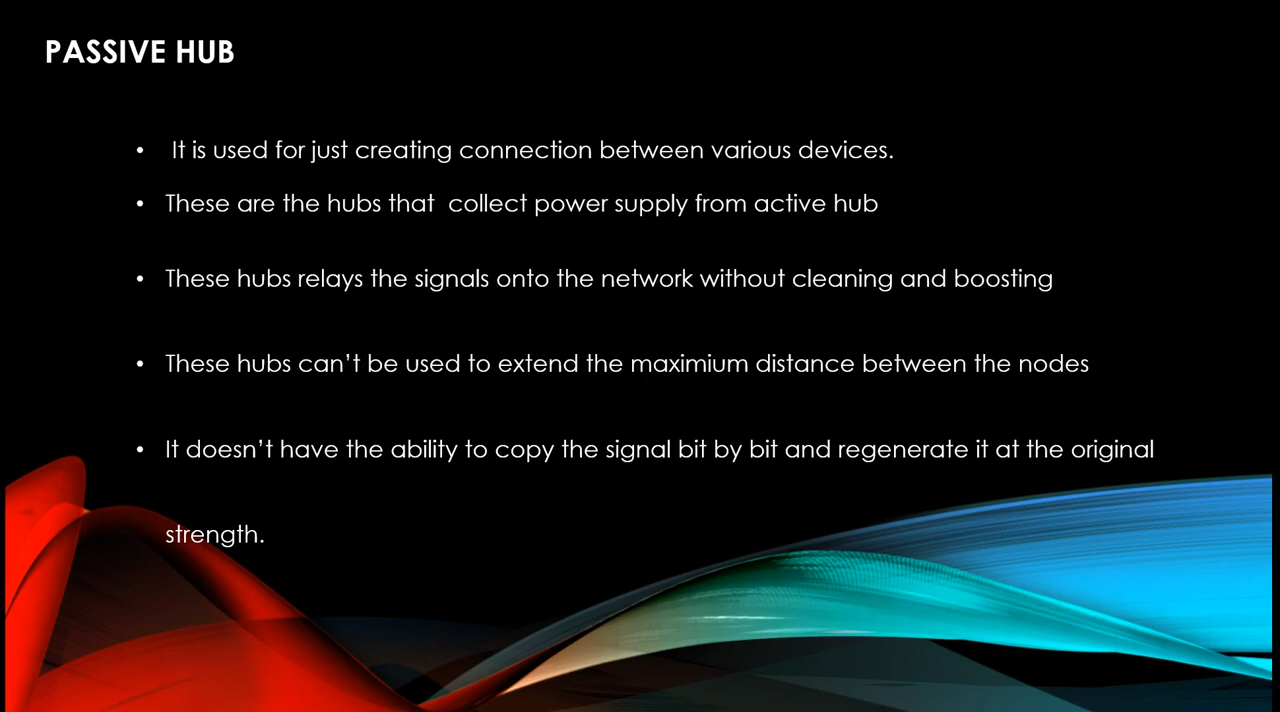 PASSIVE HUB
• It is used for just creating connection between various devices.
• These are the hubs that  collect power supply from active hub
• These hubs relays the signals onto the network without cleaning and boosting
• These hubs can’t be used to extend the maximium distance between the nodes
• It doesn’t have the ability to copy the signal bit by bit and regenerate it at the original
strength.